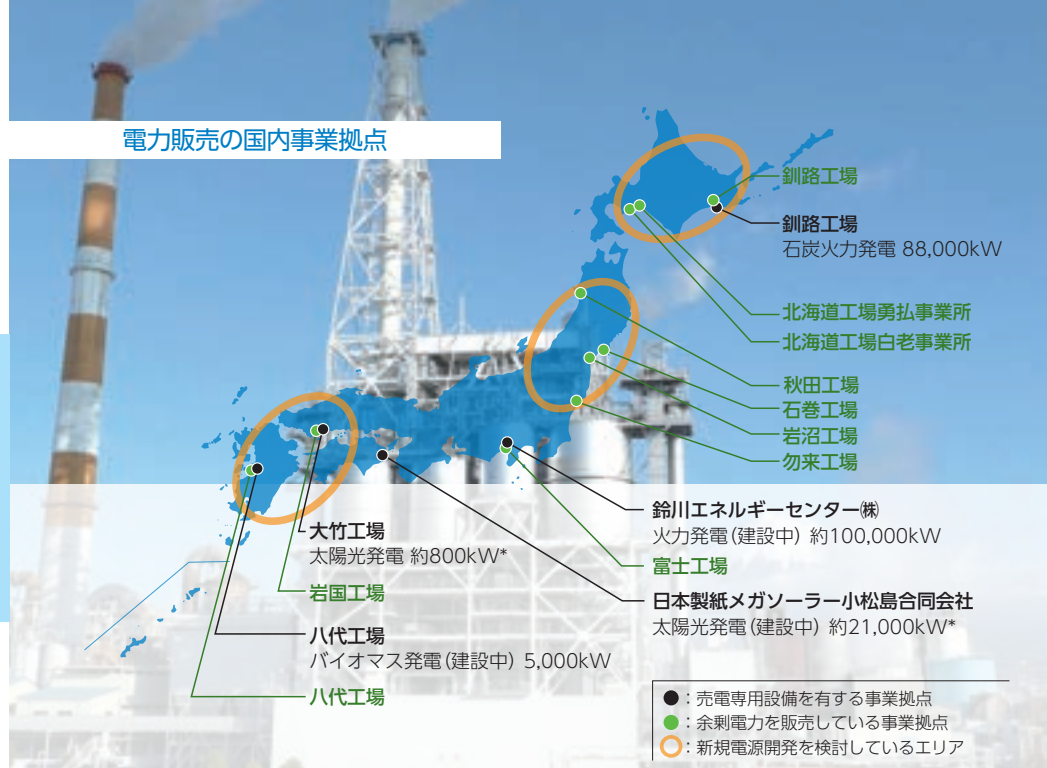 電力販売の国内事業拠点
釧路工場
釧路工場
石炭火力発電 88,000kW
北海道工場勇払事業所
北海道工場白老事業所
秋田工場
石巻工場
岩沼工場
勿来工場
鈴川エネルギーセンター㈱
火力発電(建設中) 約100,000kW
富士工場
日本製紙メガソーラー小松島合同会社
太陽光発電(建設中) 約21,000kW*
大竹工場
太陽光発電 約800kW*
岩国工場
八代工場
バイオマス発電(建設中) 5,000kW
八代工場
●：売電専用設備を有する事業拠点
●：余剰電力を販売している事業拠点
○：新規電源開発を検討しているエリア